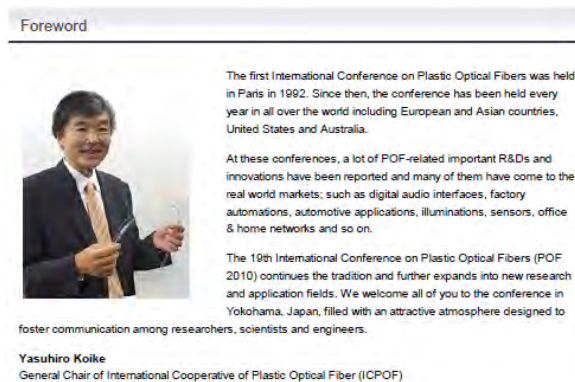 Foreword
The first International Conference on Plastic Optical Fibers was held
in Paris in 1992. Since then, the conference has been held every
year in all over the world including European and Asian countries,
United States and Australia.
At these conferences, a lot of POF-related important R&Ds and
innovations have been reported and many of them have come to the
real world markets; such as digital audio interfaces, factory
automations, automotive applications, illuminations, sensors, office
& home networks and so on.
The 19th International Conference on Plastic Optical Fibers (POF
2010) continues the tradition and further expands into new research
and application fields. We welcome all of you to the conference in
Yokohama, Japan, filled with an attractive atmosphere designed to
foster communication among researchers, scientists and engineers.
Yasuhiro Koike
General Chair of International Cooperative of Plastic Optical Fiber (ICPOF)